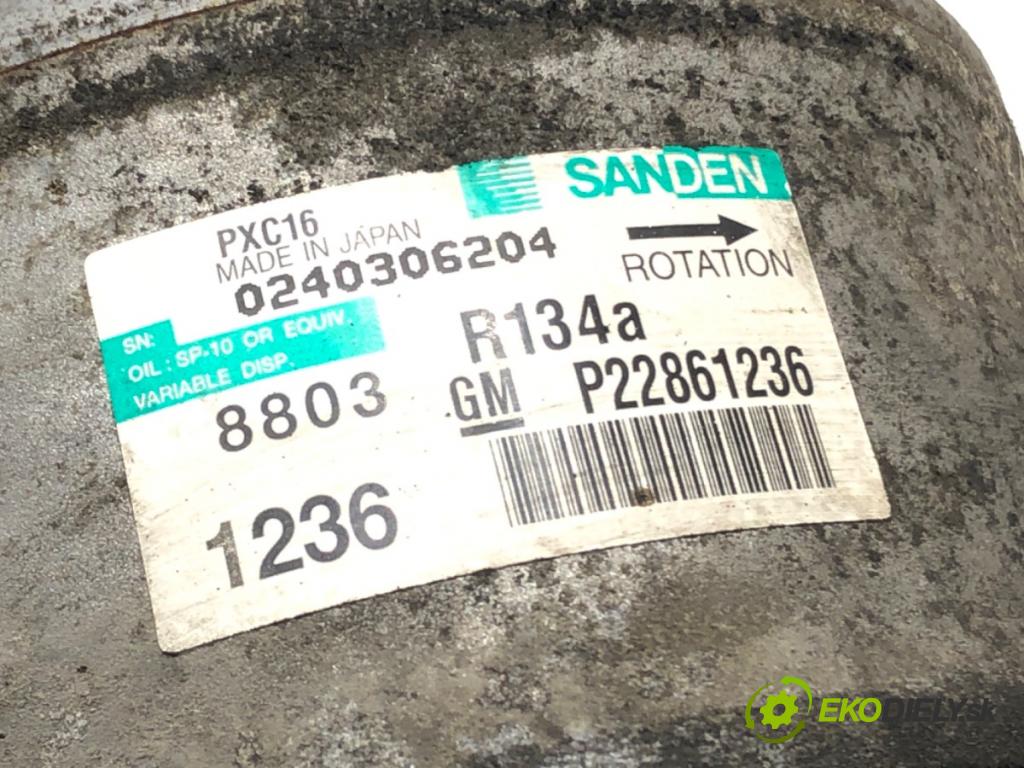 SANDEN
PXC16
MADE IN JAPAN
ROTATION
SN: 0240306204
OIL: SP-10 OR EQUIV.
VARIABLE DISP.
R134a
8803
GM P22861236
1236
EKODIELY.sk